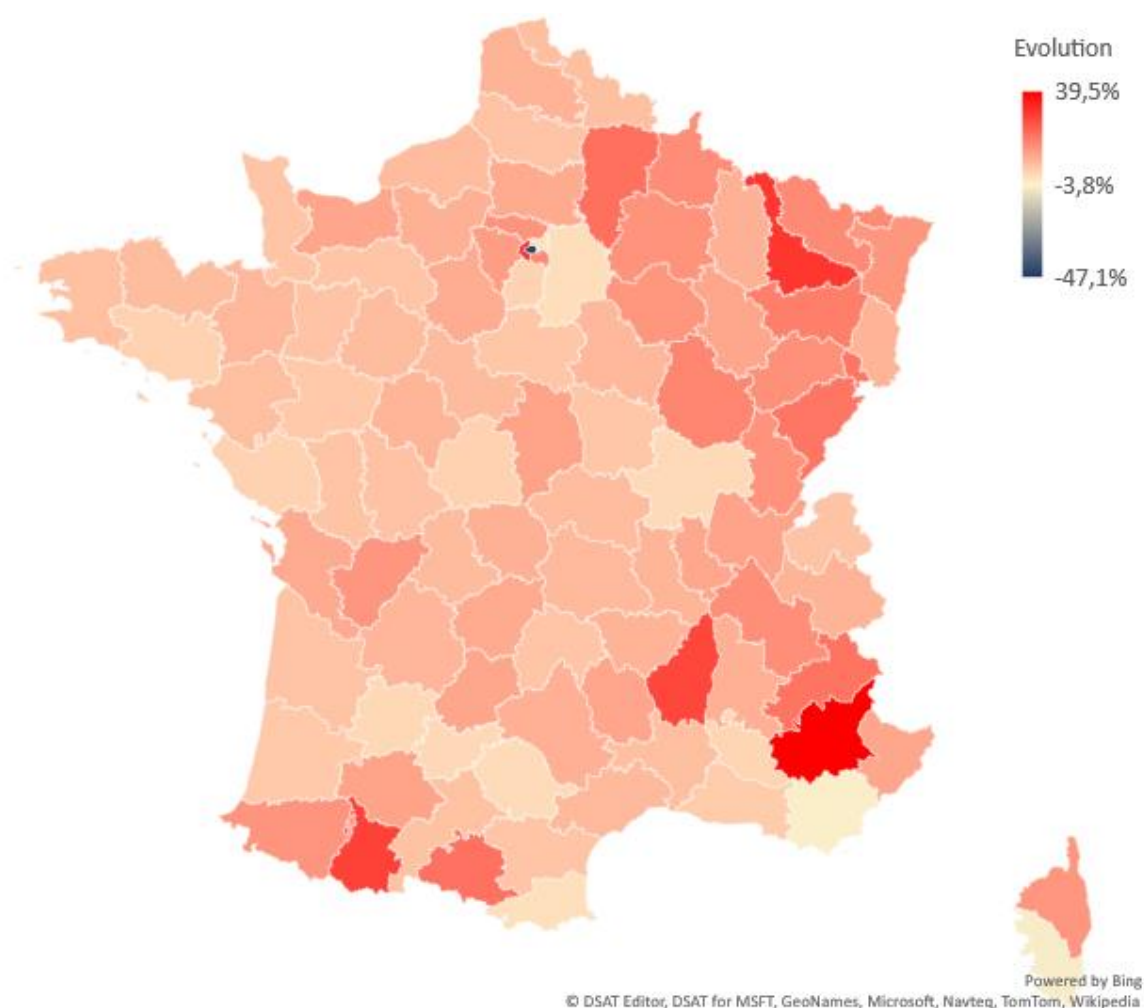 Evolution
39,5%
-3,8%
-47,1%
Powered by Bing
© DSAT Editor, DSAT for MSFT, GeoNames, Microsoft, Navteq, TomTom, Wikipedia